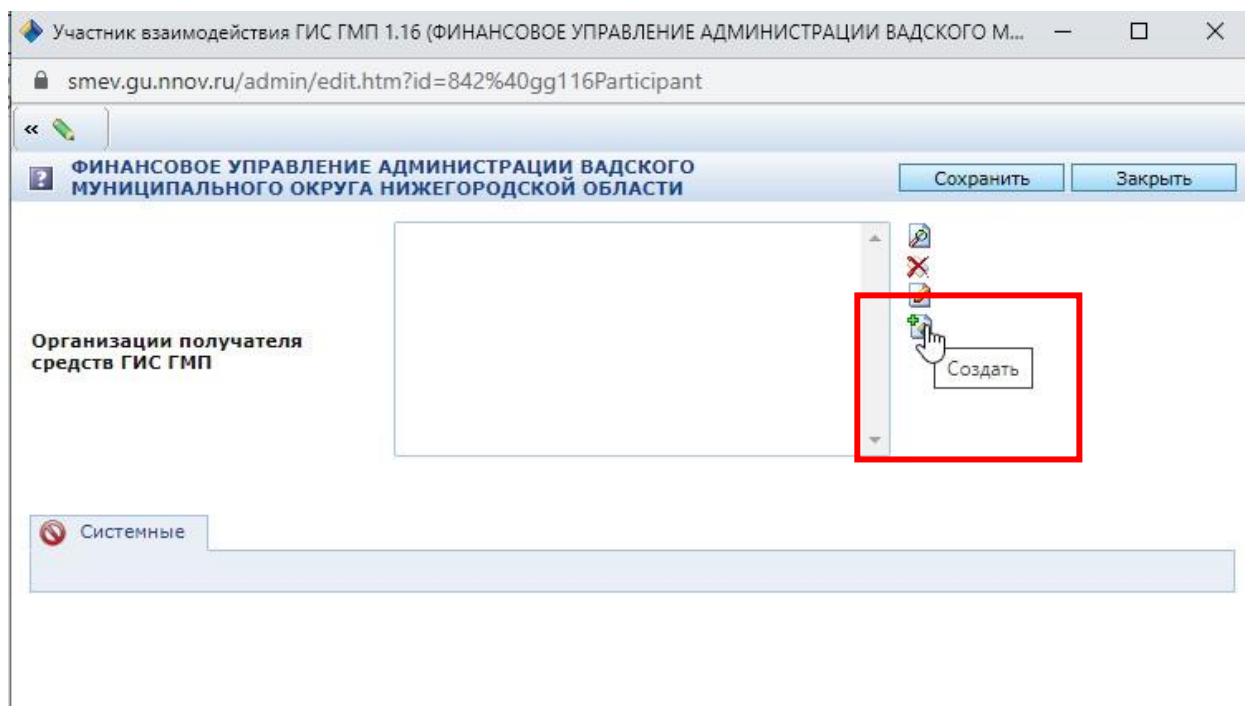 Участник взаимодействия ГИС ГМП 1.16 (ФИНАНСОВОЕ УПРАВЛЕНИЕ АДМИНИСТРАЦИИ ВАДСКОГО М...
smev.gu.nnov.ru/admin/edit.htm?id=842%40gg116Participant
«
ФИНАНСОВОЕ УПРАВЛЕНИЕ АДМИНИСТРАЦИИ ВАДСКОГО
МУНИЦИПАЛЬНОГО ОКРУГА НИЖЕГОРОДСКОЙ ОБЛАСТИ
Сохранить
Закрыть
Организации получателя
средств ГИС ГМП
Создать
Системные